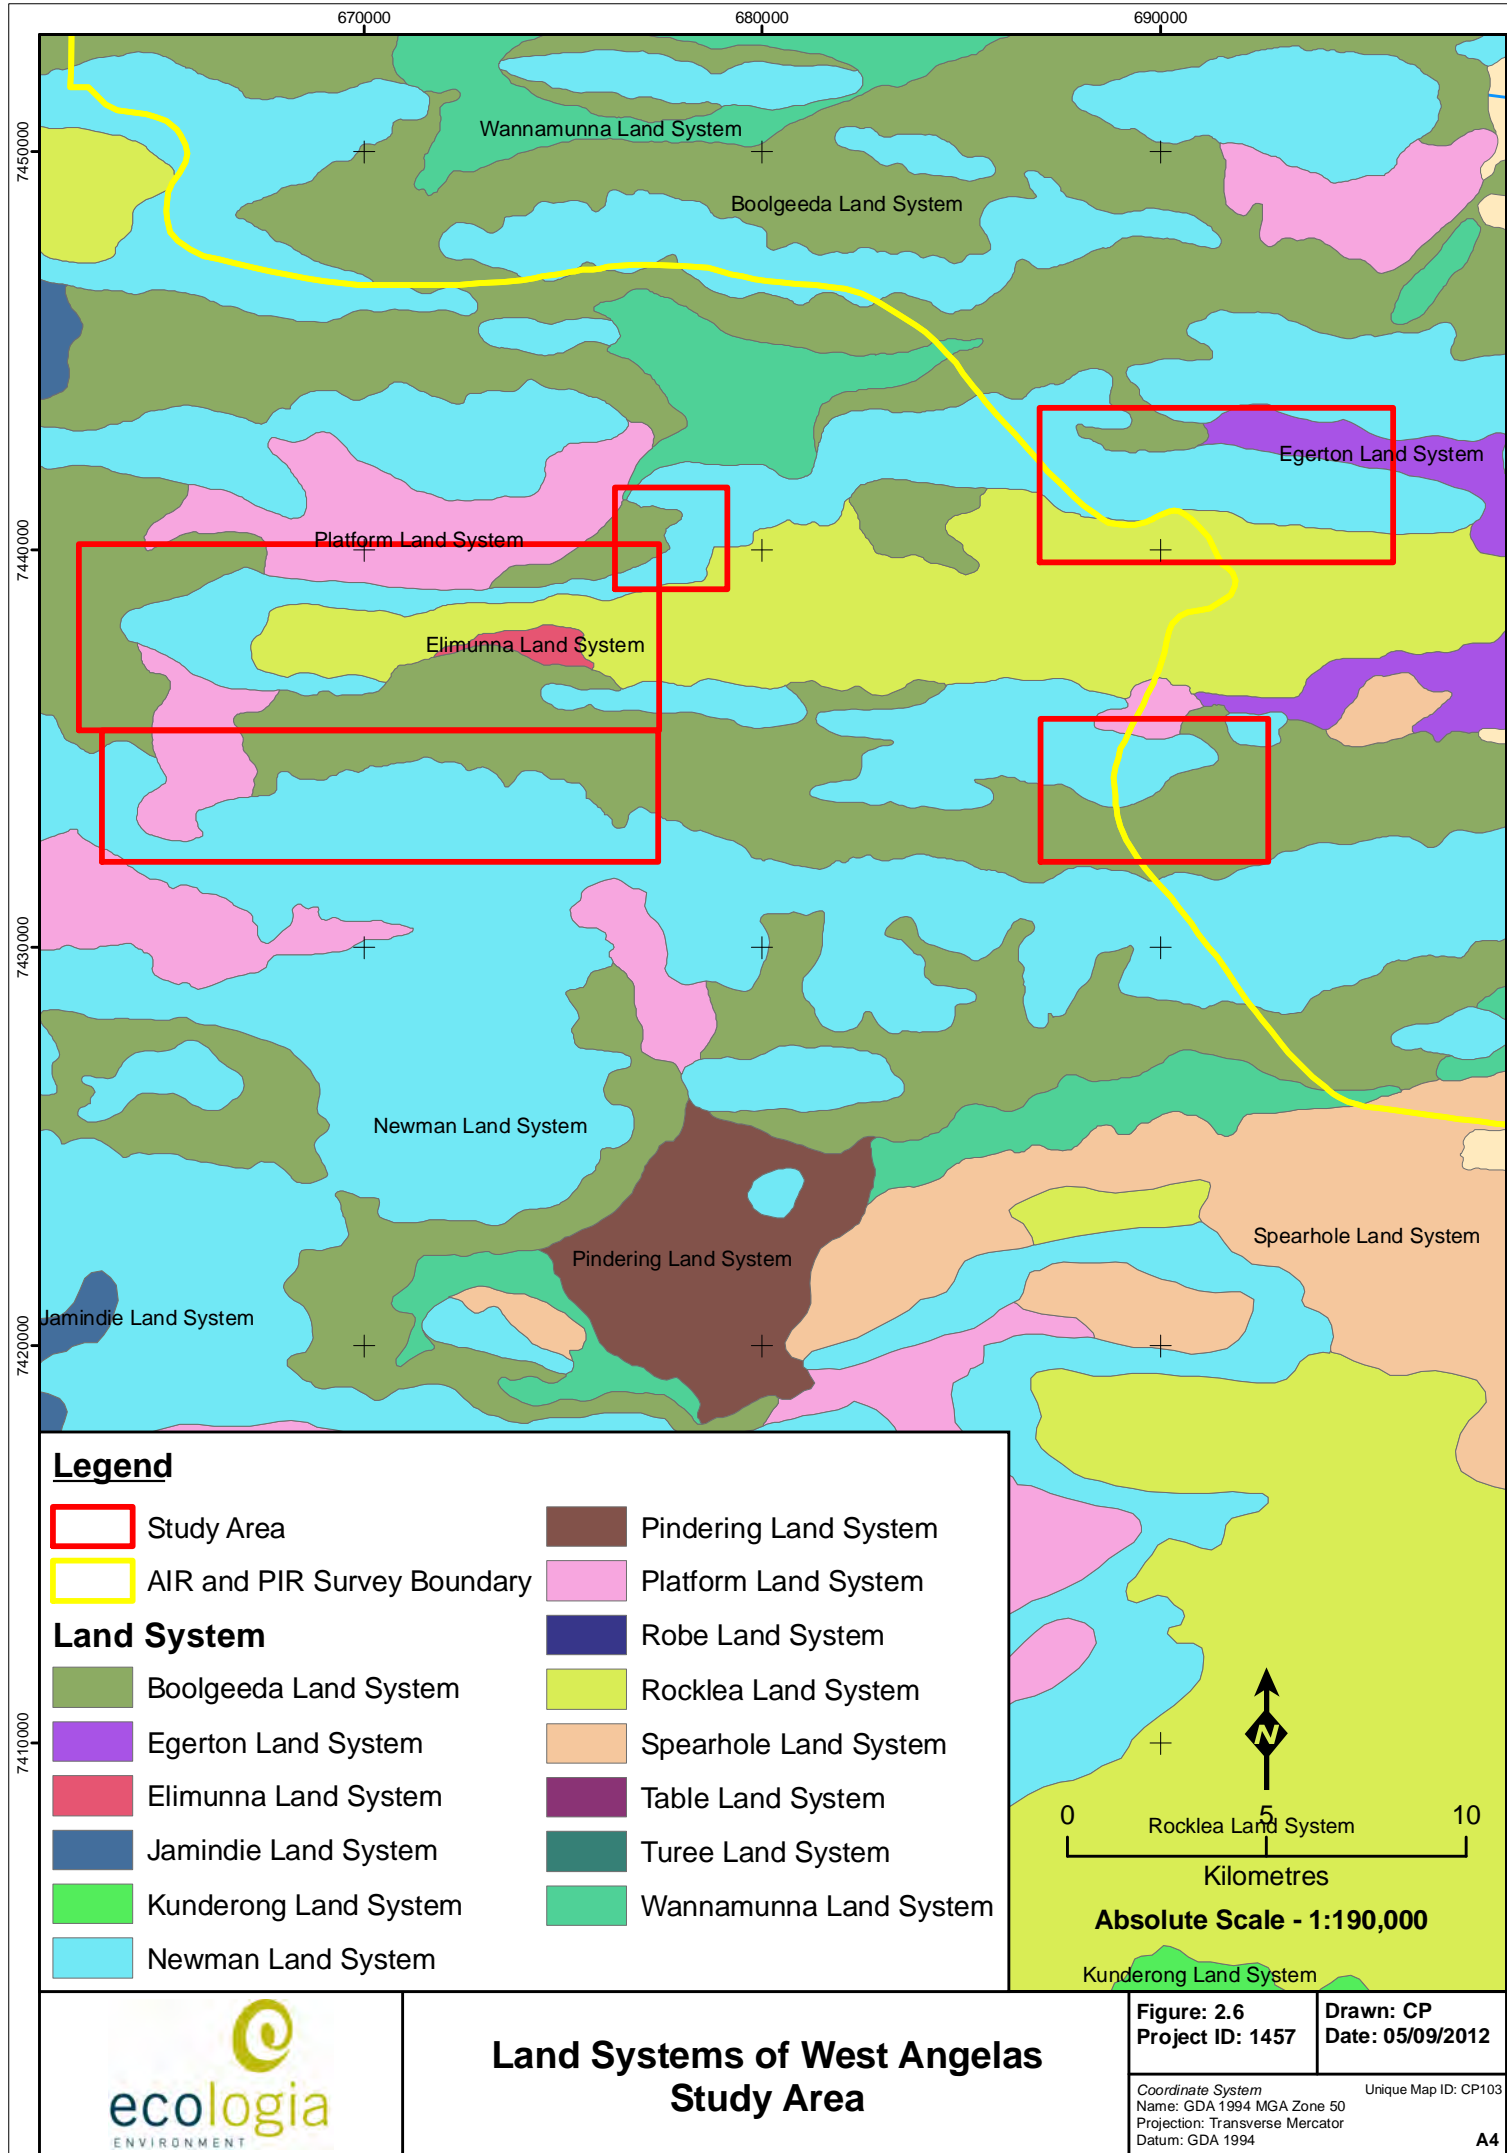 670000
680000
690000
7450000
7440000
7430000
7420000
7410000
Wannamunna Land System
Boolgeeda Land System
Egerton Land System
Platform Land System
Elimunna Land System
Newman Land System
Spearhole Land System
Pindering Land System
Jamindie Land System
Legend
Study Area
AIR and PIR Survey Boundary
Land System
Boolgeeda Land System
Egerton Land System
Elimunna Land System
Jamindie Land System
Kunderong Land System
Newman Land System
Pindering Land System
Platform Land System
Robe Land System
Rocklea Land System
Spearhole Land System
Table Land System
Turee Land System
Wannamunna Land System
N
0 5 10
Rocklea Land System
Kilometres
Absolute Scale - 1:190,000
Kunderong Land System
ecologia
ENVIRONMENT
Land Systems of West Angelas
Study Area
Figure: 2.6
Project ID: 1457
Drawn: CP
Date: 05/09/2012
Coordinate System
Name: GDA 1994 MGA Zone 50
Projection: Transverse Mercator
Datum: GDA 1994
Unique Map ID: CP103
A4